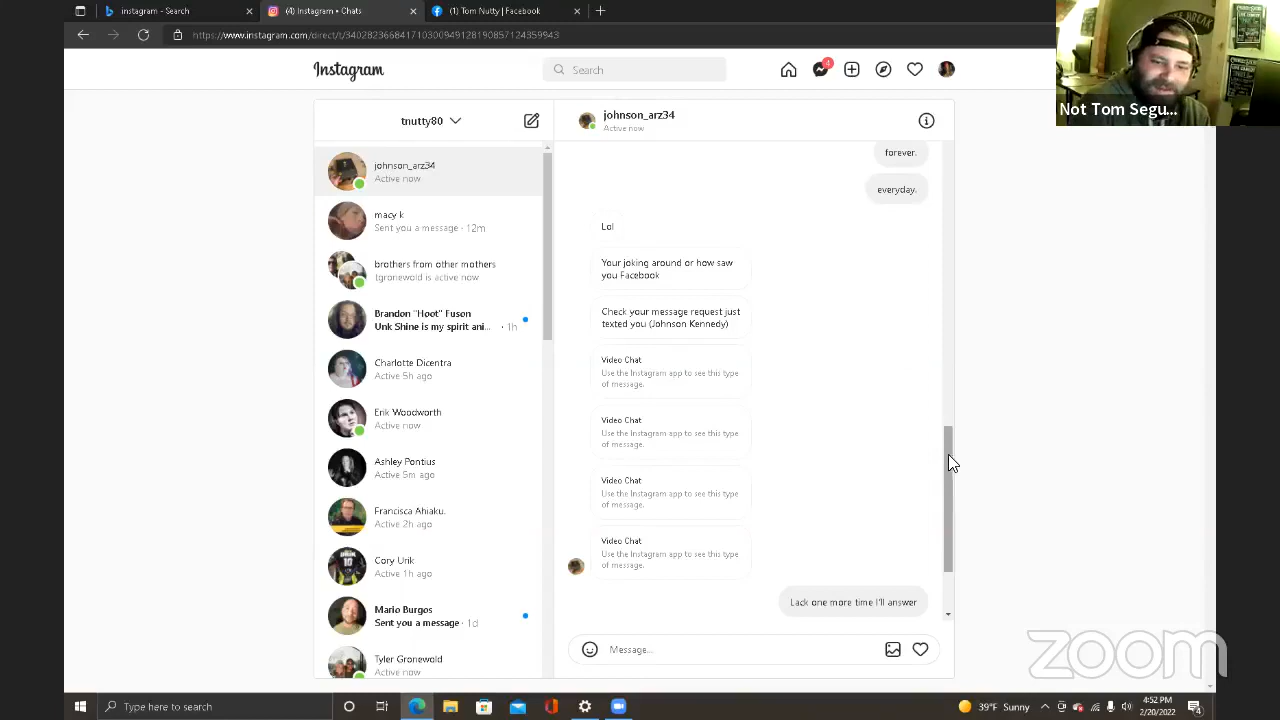 instagram - Search
(4) Instagram • Chats
(1) Tom Nutty | Facebook
https://www.instagram.com/direct/t/340282366841710300949128190857124359943
Instagram
Search
4
Not Tom Segu...
tnutty80
johnson_arz34
Active now
johnson_arz34
Active now
macy k
Sent you a message · 12m
brothers from other mothers
tgronewold is active now
Brandon "Hoot" Fuson
Unk Shine is my spirit ani... · 1h
Charlotte Dicentra
Active 5h ago
Erik Woodworth
Active now
Ashley Pontius
Active 5m ago
Francisca Ahiaku.
Active 2h ago
Cory Urik
Active 1h ago
Mario Burgos
Sent you a message · 1d
Tyler Gronewold
Active now
forever.
everyday.
Lol
Your joking around or how saw
you Facebook
Check your message request just
texted you (Johnson Kennedy)
Video Chat
Use the Instagram app to see this type
of message.
Video Chat
Use the Instagram app to see this type
of message.
Video Chat
Use the Instagram app to see this type
of message.
Video Chat
Use the Instagram app to see this type
of message.
Lack one more time I'll answer
Message...
zoom
Type here to search
39°F Sunny
4:52 PM
2/20/2022
4